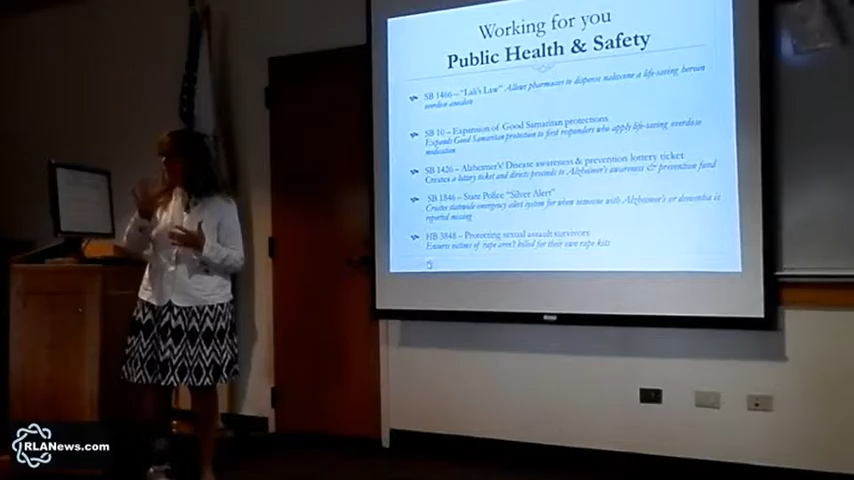 Working for you
Public Health & Safety
SB 1466 – "Lali's Law" Allows pharmacies to dispense naloxone a life-saving heroin
overdose antidote
SB 10 – Expansion of Good Samaritan protections
Expands Good Samaritan protection to first responders who apply life-saving overdose
medication
SB 1426 – Alzheimer's Disease awareness & prevention lottery ticket
Creates a lottery ticket and directs proceeds to Alzheimer's awareness & prevention fund
SB 1846 – State Police "Silver Alert"
Creates statewide emergency alert system for when someone with Alzheimer's or dementia is
reported missing
HB 3848 – Protecting sexual assault survivors
Ensures victims of rape aren't billed for their own rape kits
RLANews.com